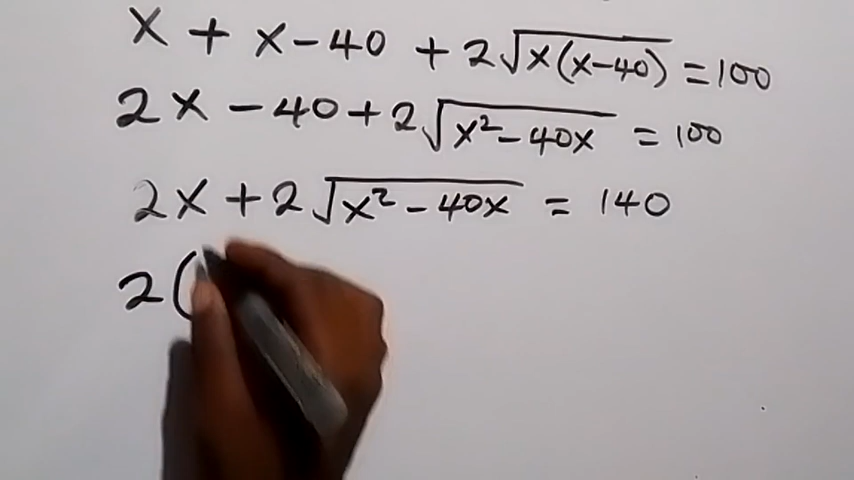 x + x - 40 + 2√x(x-40) = 100
2x - 40 + 2√x² - 40x = 100
2x + 2√x² - 40x = 140
2(